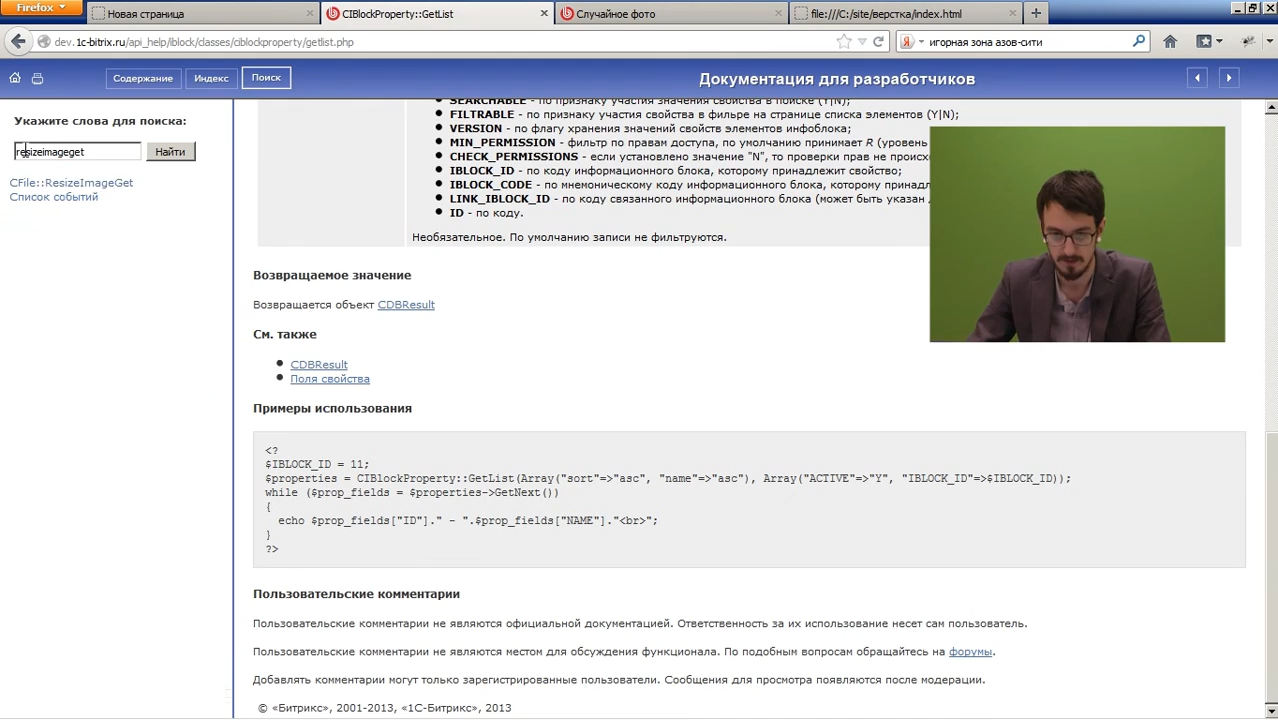 Firefox
Новая страница
CIBlockProperty::GetList
Случайное фото
file:///C:/site/верстка/index.html
dev.1c-bitrix.ru/api_help/iblock/classes/ciblockproperty/getlist.php
игорная зона азов-сити
Содержание
Индекс
Поиск
Документация для разработчиков
Укажите слова для поиска:
resizeimageget
Найти
CFile::ResizeImageGet
Список событий
SEARCHABLE - по признаку участия значения свойства в поиске (Y|N);
FILTRABLE - по признаку участия свойства в фильре на странице списка элементов (Y|N);
VERSION - по флагу хранения значений свойств элементов инфоблока;
MIN_PERMISSION - фильтр по правам доступа, по умолчанию принимает R (уровень
CHECK_PERMISSIONS - если установлено значение "N", то проверки прав не происх
IBLOCK_ID - по коду информационного блока, которому принадлежит свойство;
IBLOCK_CODE - по мнемоническому коду информационного блока, которому принадл
LINK_IBLOCK_ID - по коду связанного информационного блока (может быть указан
ID - по коду.
Необязательное. По умолчанию записи не фильтруются.
Возвращаемое значение
Возвращается объект CDBResult
См. также
CDBResult
Поля свойства
Примеры использования
<?
$IBLOCK_ID = 11;
$properties = CIBlockProperty::GetList(Array("sort"=>"asc", "name"=>"asc"), Array("ACTIVE"=>"Y", "IBLOCK_ID"=>$IBLOCK_ID));
while ($prop_fields = $properties->GetNext())
{
echo $prop_fields["ID"]." - ".$prop_fields["NAME"]."<br>";
}
?>
Пользовательские комментарии
Пользовательские комментарии не являются официальной документацией. Ответственность за их использование несет сам пользователь.
Пользовательские комментарии не являются местом для обсуждения функционала. По подобным вопросам обращайтесь на форумы.
Добавлять комментарии могут только зарегистрированные пользователи. Сообщения для просмотра появляются после модерации.
© «Битрикс», 2001-2013, «1С-Битрикс», 2013